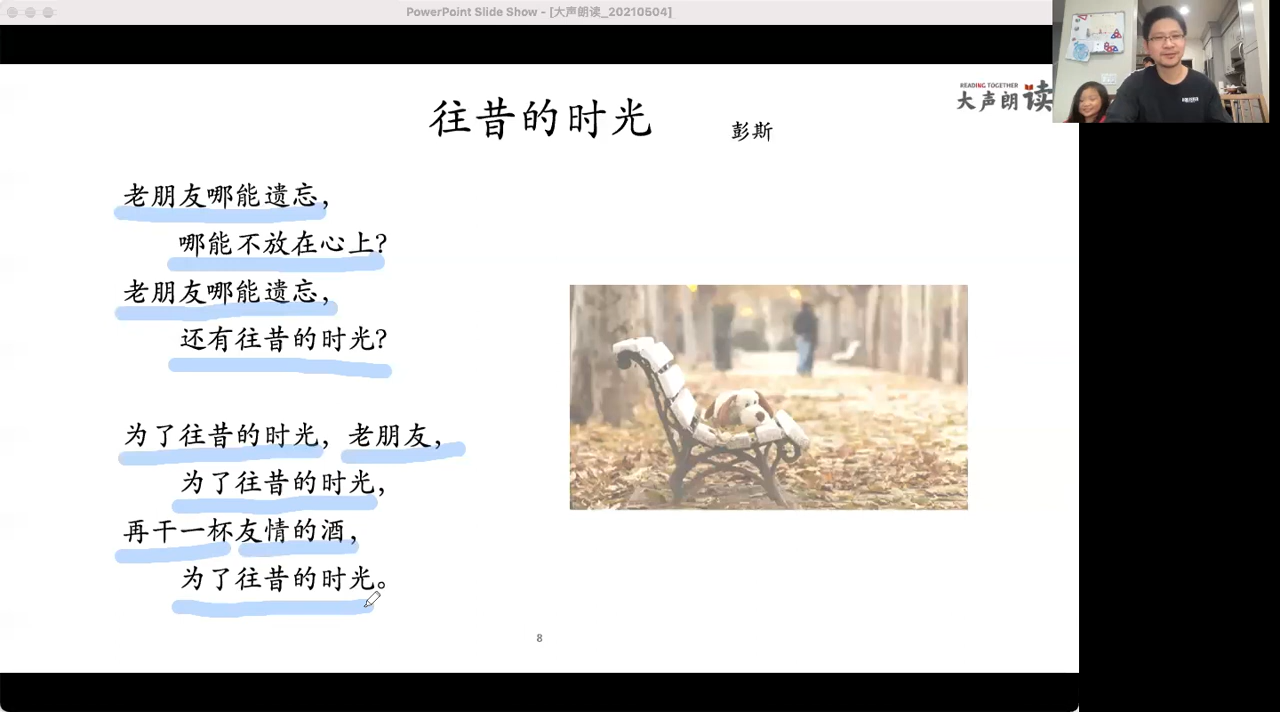 PowerPoint Slide Show - [大声朗读_20210504]
READING TOGETHER
大声朗读
往昔的时光
彭斯
老朋友哪能遗忘，
哪能不放在心上？
老朋友哪能遗忘，
还有往昔的时光？
为了往昔的时光，老朋友，
为了往昔的时光，
再干一杯友情的酒，
为了往昔的时光。
8